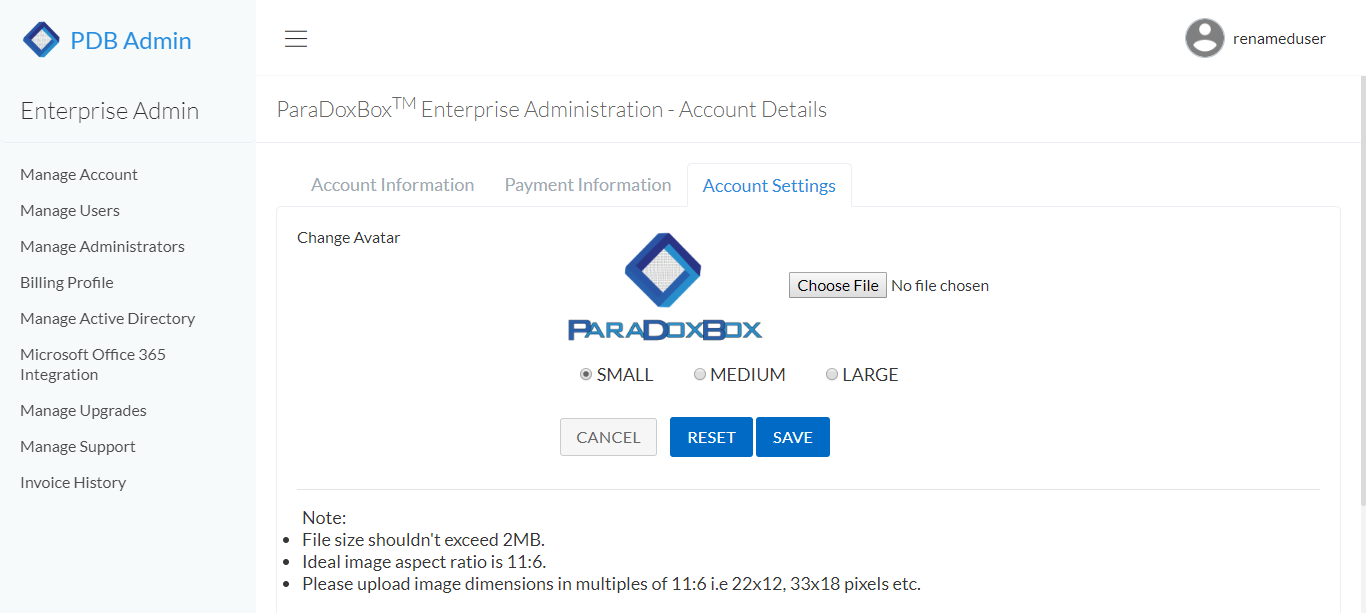 PDB Admin
renameduser
Enterprise Admin
ParaDoxBox™ Enterprise Administration - Account Details
Manage Account
Manage Users
Manage Administrators
Billing Profile
Manage Active Directory
Microsoft Office 365
Integration
Manage Upgrades
Manage Support
Invoice History
Account Information Payment Information Account Settings
Change Avatar
PARADOXBOX
Choose File No file chosen
SMALL MEDIUM LARGE
CANCEL RESET SAVE
Note:
• File size shouldn't exceed 2MB.
• Ideal image aspect ratio is 11:6.
• Please upload image dimensions in multiples of 11:6 i.e 22x12, 33x18 pixels etc.